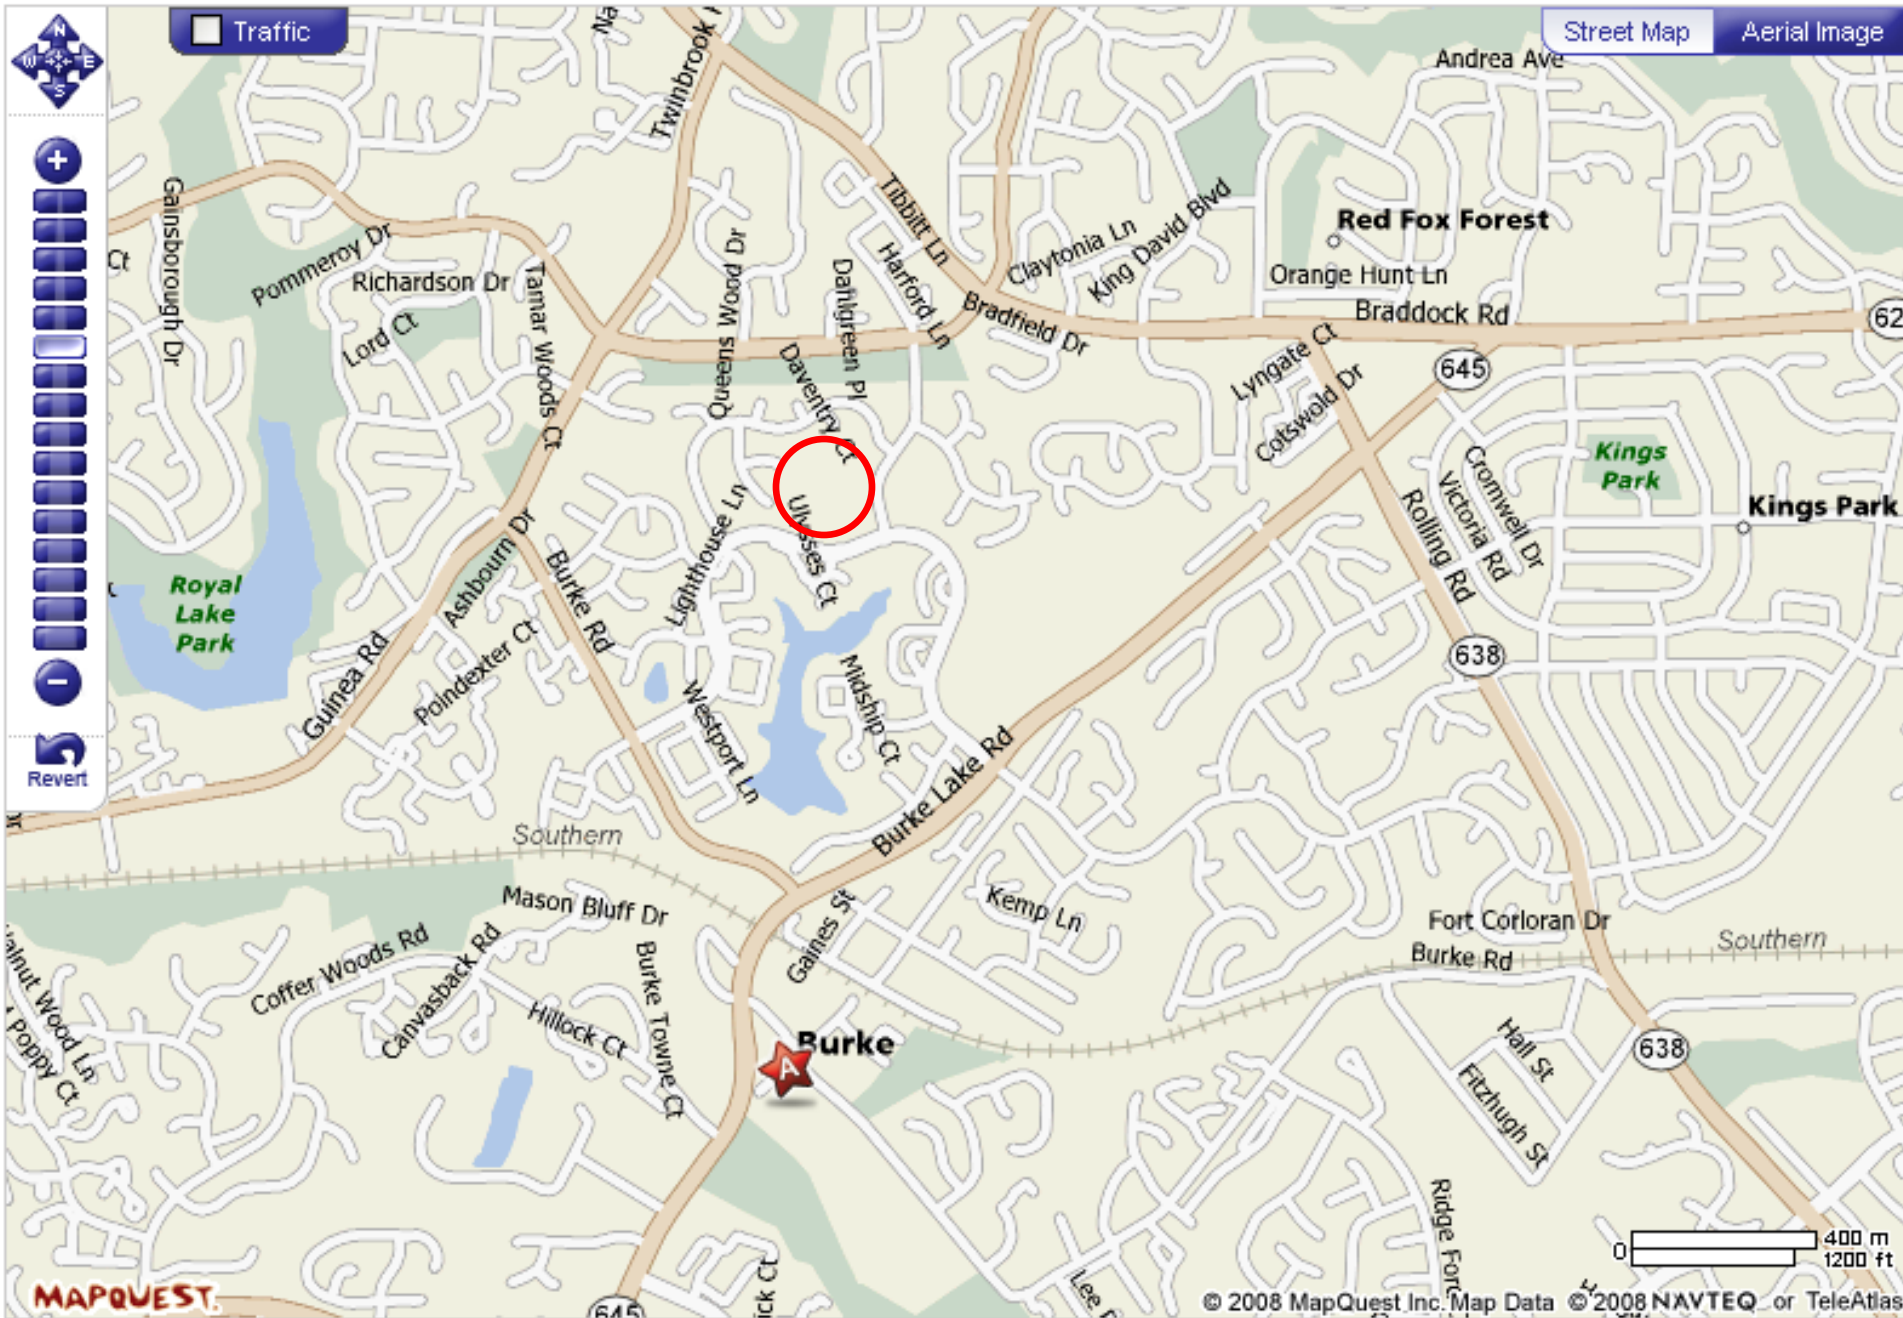 Traffic
Street Map
Aerial Image
N
W
E
S
Revert
Twinbrook
Andrea Ave
Gainsborough Dr
Ct
Pommeroy Dr
Richardson Dr
Lord Ct
Tamar Woods Ct
Queens Wood Dr
Dahlgreen Pl
Daventry Ct
Tibbitt Ln
Harford Ln
Bradfield Dr
Claytonia Ln
King David Blvd
Red Fox Forest
Orange Hunt Ln
Braddock Rd
645
Lyngate Ct
Cotswold Dr
Kings
Park
Kings Park
Cromwell Dr
Victoria Rd
Rolling Rd
638
Royal
Lake
Park
Ashbourn Dr
Burke Rd
Lighthouse Ln
Ulysses Ct
Guinea Rd
Poindexter Ct
Westport Ln
Midship Ct
Burke Lake Rd
Southern
Mason Bluff Dr
Gaines St
Kemp Ln
Fort Corloran Dr
Burke Rd
Southern
Coffer Woods Rd
Canvasback Rd
Hillock Ct
Burke Towne Ct
Poppy Ct
Wood Ln
Burke
A
Hall St
Fitzhugh St
638
Ridge
Lee
645
0
400 m
1200 ft
MAPQUEST.
© 2008 MapQuest Inc. Map Data © 2008 NAVTEQ or TeleAtlas